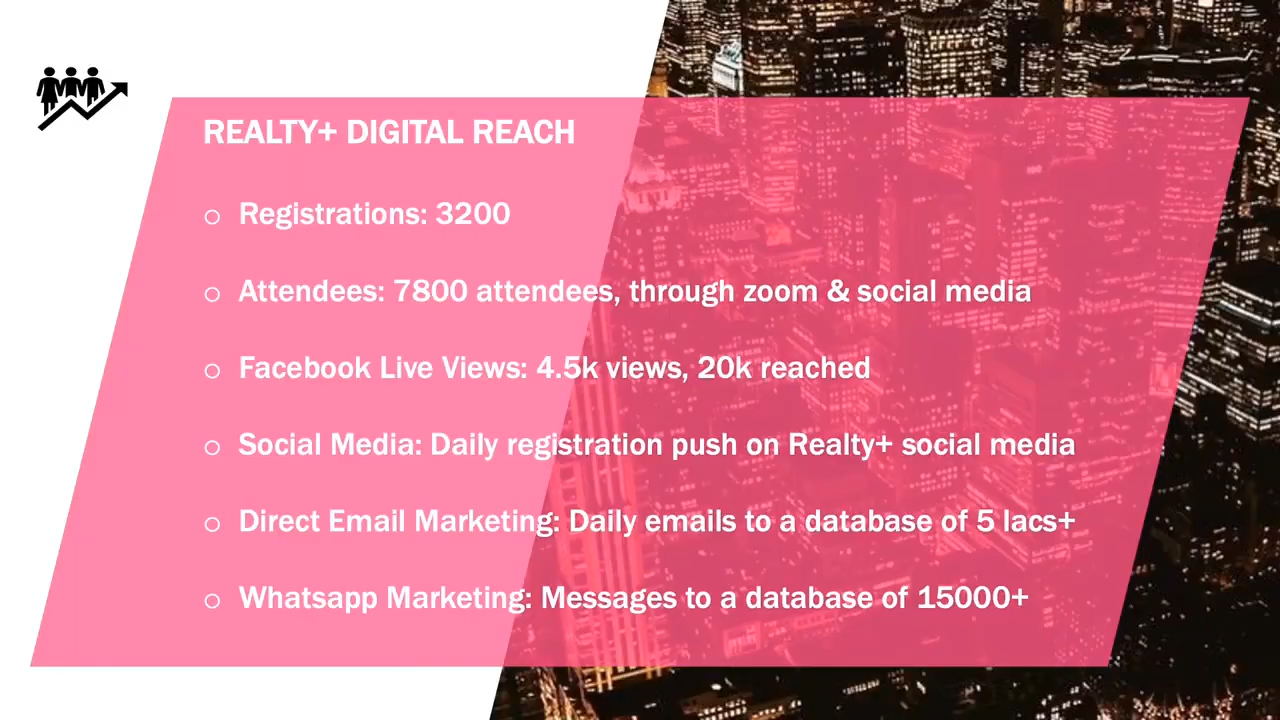 REALTY+ DIGITAL REACH
Registrations: 3200
Attendees: 7800 attendees, through zoom & social media
Facebook Live Views: 4.5k views, 20k reached
Social Media: Daily registration push on Realty+ social media
Direct Email Marketing: Daily emails to a database of 5 lacs+
Whatsapp Marketing: Messages to a database of 15000+